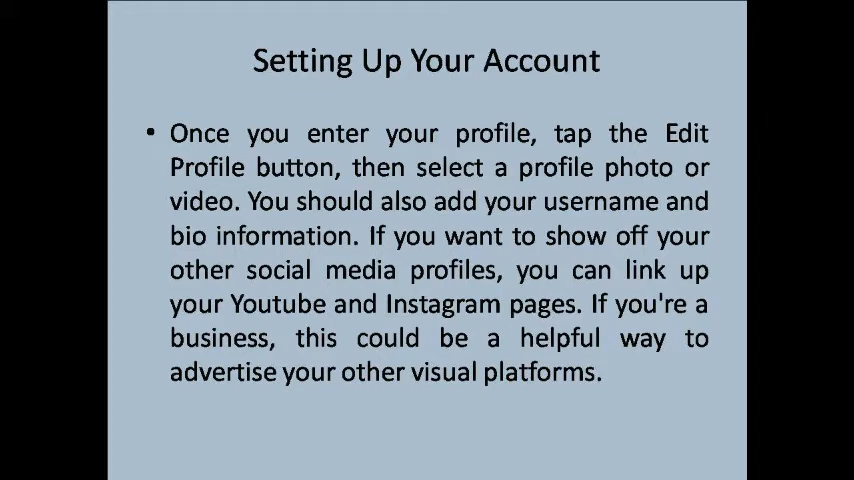 Setting Up Your Account
• Once you enter your profile, tap the Edit
Profile button, then select a profile photo or
video. You should also add your username and
bio information. If you want to show off your
other social media profiles, you can link up
your Youtube and Instagram pages. If you're a
business, this could be a helpful way to
advertise your other visual platforms.